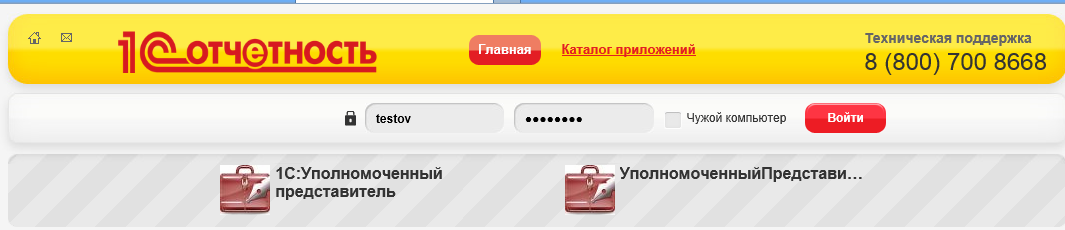 1С отчетность
Главная
Каталог приложений
Техническая поддержка
8 (800) 700 8668
testov
••••••••
Чужой компьютер
Войти
1С:Уполномоченный
представитель
УполномоченныйПредстави...